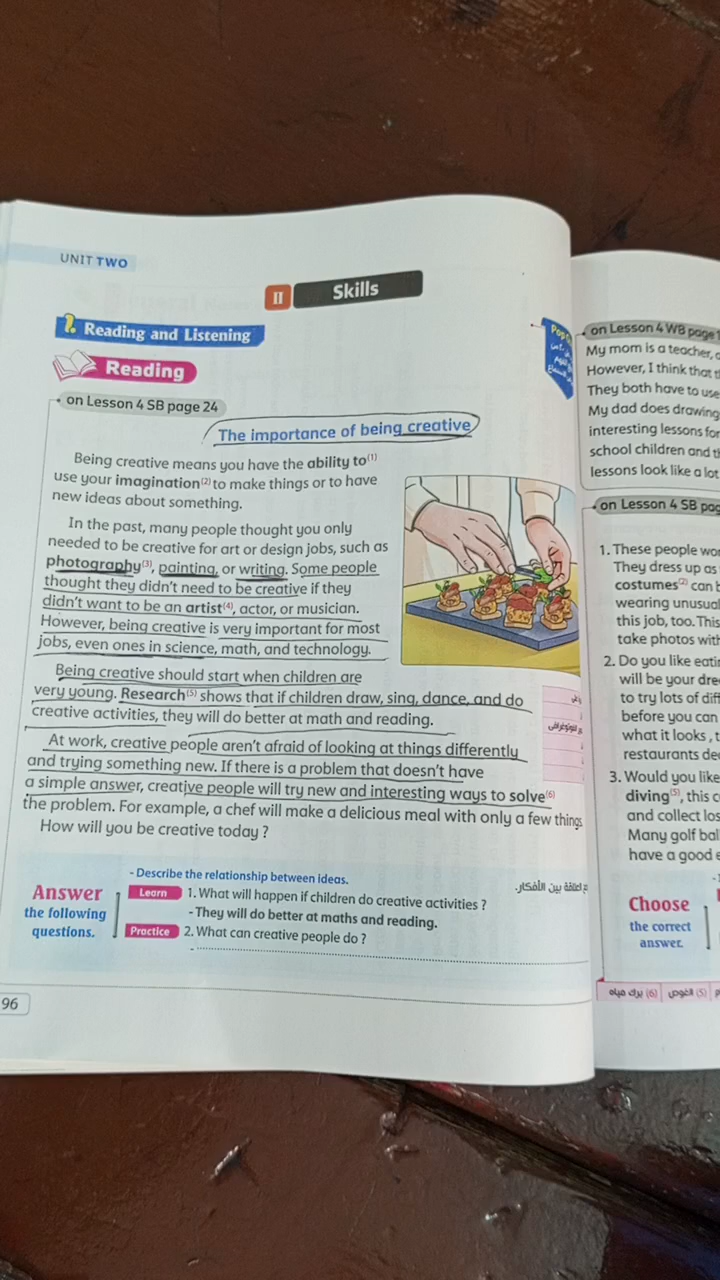 UNIT TWO
II Skills
1. Reading and Listening
Reading
on Lesson 4 SB page 24
The importance of being creative
Being creative means you have the ability to(1)
use your imagination(2) to make things or to have
new ideas about something.
In the past, many people thought you only
needed to be creative for art or design jobs, such as
photography(3), painting, or writing. Some people
thought they didn't need to be creative if they
didn't want to be an artist(4), actor, or musician.
However, being creative is very important for most
jobs, even ones in science, math, and technology.
Being creative should start when children are
very young. Research(5) shows that if children draw, sing, dance, and do
creative activities, they will do better at math and reading.
At work, creative people aren't afraid of looking at things differently
and trying something new. If there is a problem that doesn't have
a simple answer, creative people will try new and interesting ways to solve(6)
the problem. For example, a chef will make a delicious meal with only a few things.
How will you be creative today ?
Answer
the following
questions.
- Describe the relationship between ideas.
بين الأفكار.
Learn 1. What will happen if children do creative activities ?
- They will do better at maths and reading.
Practice 2. What can creative people do ?
96
on Lesson 4 WB page
My mom is a teacher,
However, I think that
They both have to use
My dad does drawing
interesting lessons for
school children and
lessons look like a lot
on Lesson 4 SB
1. These people
They dress up as
costumes(2) can
wearing unusual
this job, too. This
take photos with
2. Do you like
will be your
to try lots of
before you can
what it looks,
restaurants
3. Would you like
diving(5), this
and collect
Many golf
have a good
Choose
the correct
answer.
(5) الغوص (6) برك مياه